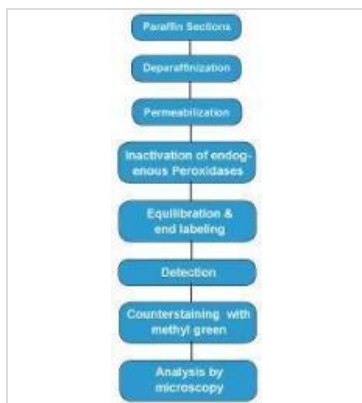 Paraffin Sections
Deparaffinization
Permeabilization
Inactivation of endog-
enous Peroxidases
Equilibration &
end labeling
Detection
Counterstaining with
methyl green
Analysis by
microscopy